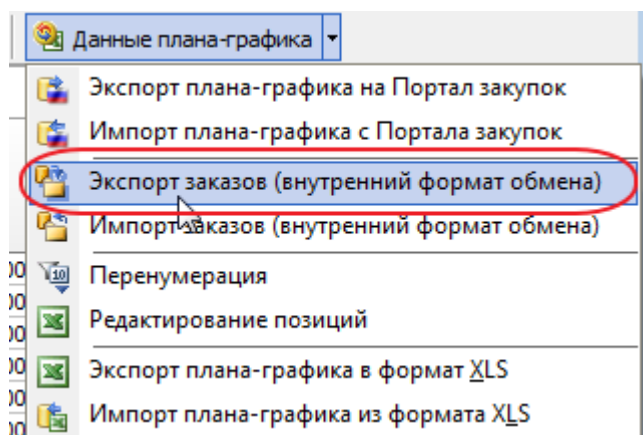 Данные плана-графика
Экспорт плана-графика на Портал закупок
Импорт плана-графика с Портала закупок
Экспорт заказов (внутренний формат обмена)
Импорт заказов (внутренний формат обмена)
Перенумерация
Редактирование позиций
Экспорт плана-графика в формат XLS
Импорт плана-графика из формата XLS